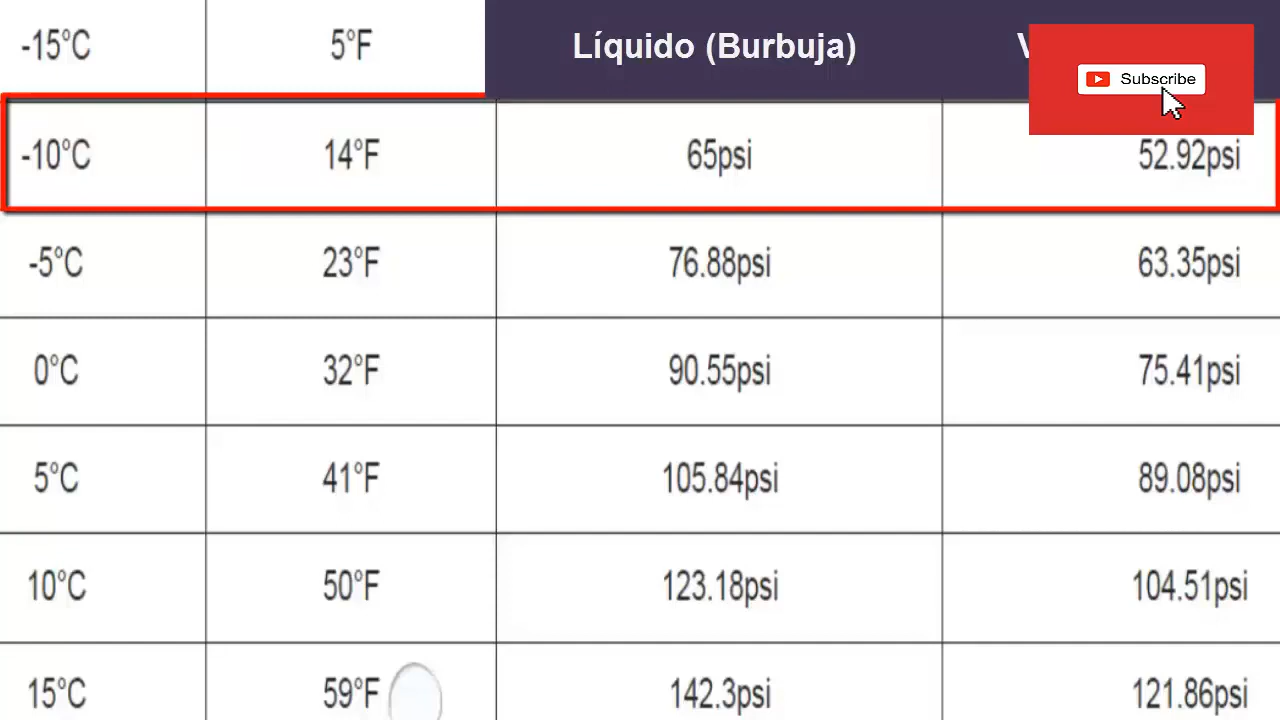 -15°C 5°F Líquido (Burbuja)
Subscribe
-10°C 14°F 65psi 52.92psi
-5°C 23°F 76.88psi 63.35psi
0°C 32°F 90.55psi 75.41psi
5°C 41°F 105.84psi 89.08psi
10°C 50°F 123.18psi 104.51psi
15°C 59°F 142.3psi 121.86psi